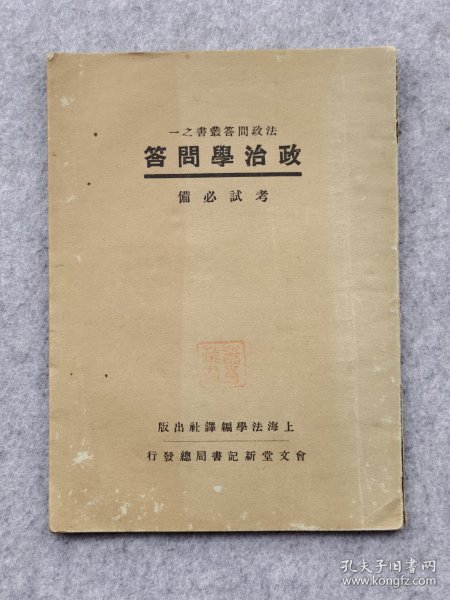 法政問答叢書之一
政治學問答
考試必備
上海法學編譯社出版
會文堂新記書局總發行
孔夫子旧书网
www.kongfz.com